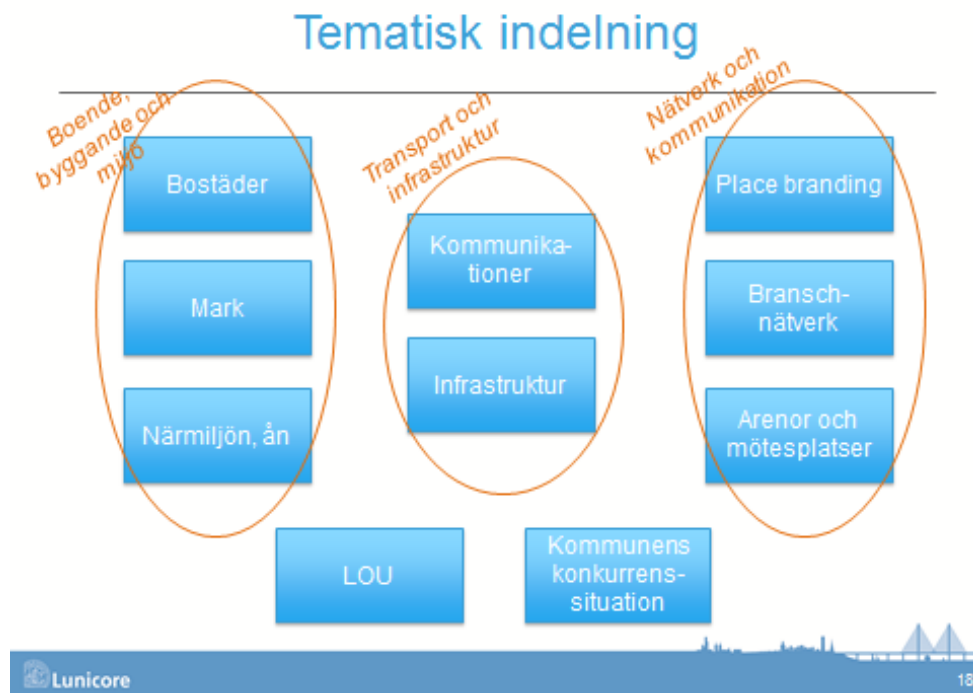 Tematisk indelning
Boende,
byggande och
miljö
Bostäder
Mark
Närmiljön, ån
Transport och
infrastruktur
Kommunika-
tioner
Infrastruktur
Nätverk och
kommunikation
Place branding
Bransch-
nätverk
Arenor och
mötesplatser
LOU
Kommunens
konkurrens-
situation
Lunicore
18